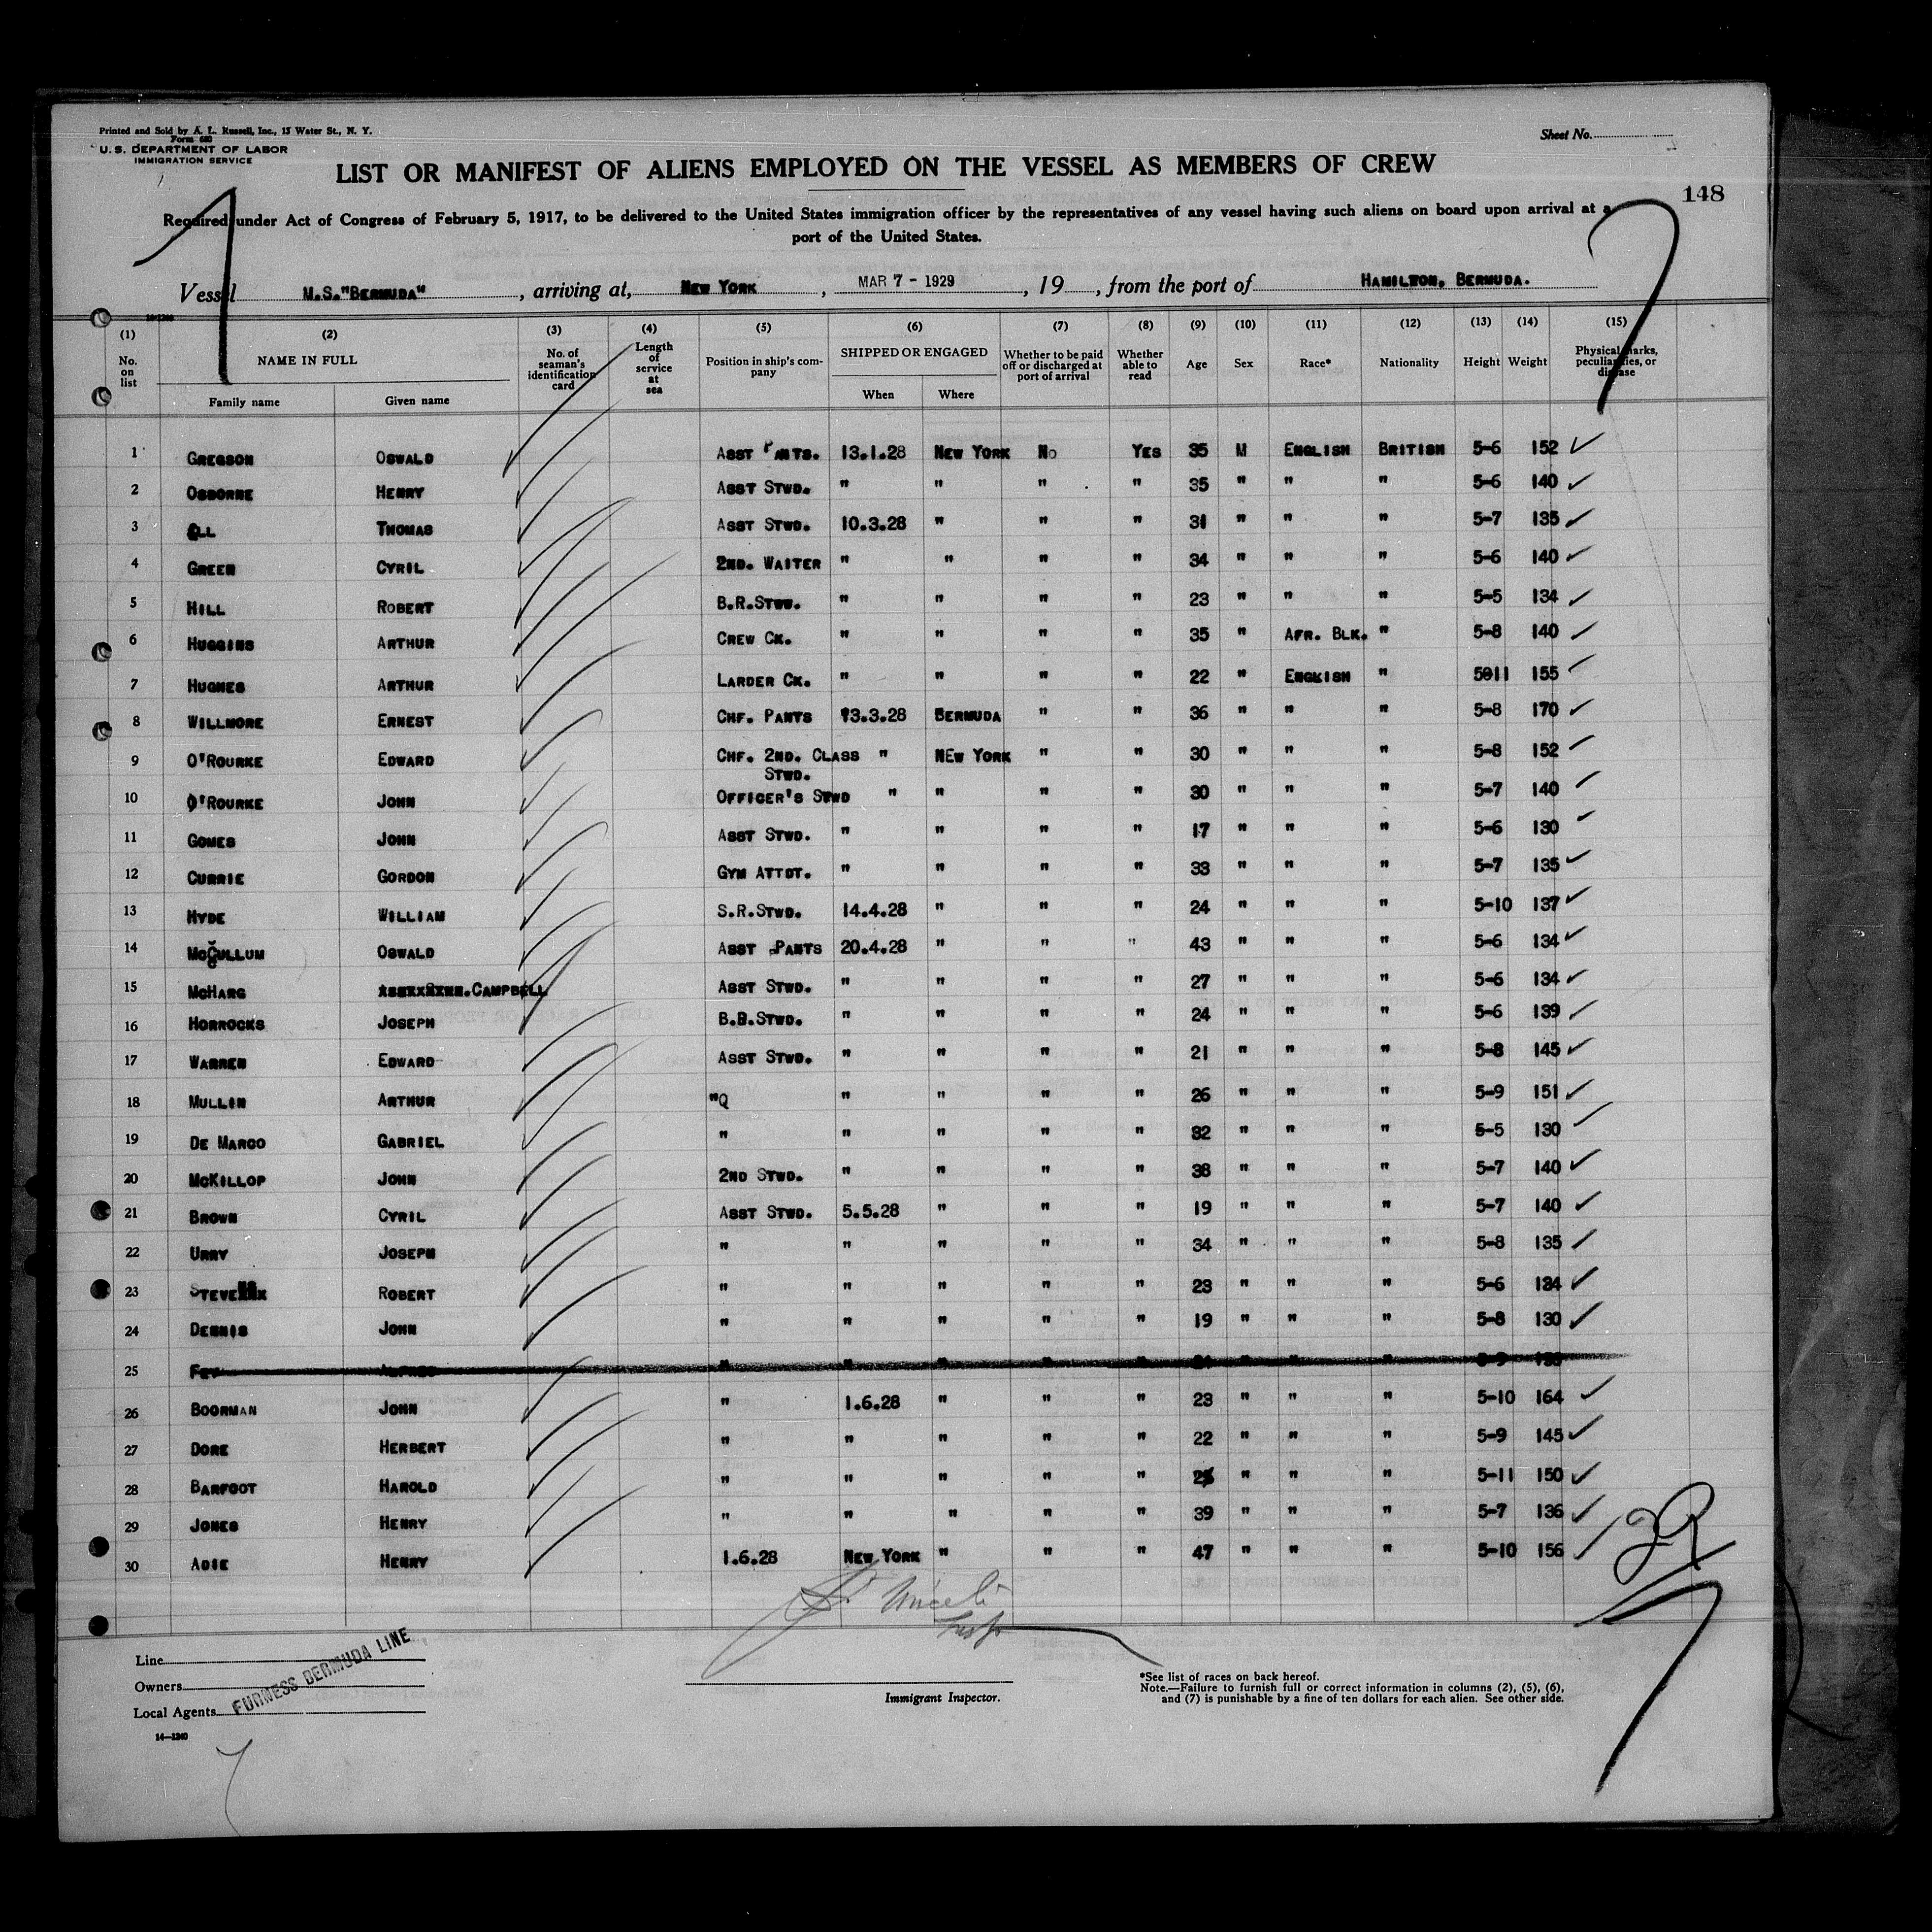 Printed and Sold by A. L. Russell, Inc., 15 Water St., N. Y.
Form 680
U. S. DEPARTMENT OF LABOR
IMMIGRATION SERVICE
Sheet No.
LIST OR MANIFEST OF ALIENS EMPLOYED ON THE VESSEL AS MEMBERS OF CREW
148
Required under Act of Congress of February 5, 1917, to be delivered to the United States immigration officer by the representatives of any vessel having such aliens on board upon arrival at a
port of the United States.
Vessel M.S."BERMUDA" , arriving at, NEW YORK , MAR 7 - 1929 , 19 , from the port of HAMILTON, BERMUDA.
(1) (2) (3) (4) (5) (6) (7) (8) (9) (10) (11) (12) (13) (14) (15)
No. on list NAME IN FULL Family name Given name No. of seaman's identification card Length of service at sea Position in ship's company SHIPPED OR ENGAGED When Where Whether to be paid off or discharged at port of arrival Whether able to read Age Sex Race* Nationality Height Weight Physical marks, peculiarities, or disease
1 GREGSON OSWALD ASST PANTS. 13.1.28 NEW YORK NO YES 35 M ENGLISH BRITISH 5-6 152
2 OSBORNE HENRY ASST STWD. " " " " 35 " " " 5-6 140
3 THOMAS ASST STWD. 10.3.28 " " " 31 " " " 5-7 135
4 GREEN CYRIL 2ND. WAITER " " " " 34 " " " 5-6 140
5 HILL ROBERT B.R.STWD. " " " " 23 " " " 5-5 134
6 HUGGINS ARTHUR CREW CK. " " " " 35 " AFR. BLK. " 5-8 140
7 HUGHES ARTHUR LARDER CK. " " " " 22 " ENGLISH " 5011 155
8 WILLMORE ERNEST CHF. PANTS 13.3.28 BERMUDA " " 36 " " " 5-8 170
9 O'ROURKE EDWARD CHF. 2ND. CLASS STWD. " NEW YORK " " 30 " " " 5-8 152
10 O'ROURKE JOHN OFFICER'S STWD " " " " 30 " " " 5-7 140
11 GOMES JOHN ASST STWD. " " " " 17 " " " 5-6 130
12 CURRIE GORDON GYM ATTDT. " " " " 33 " " " 5-7 135
13 HYDE WILLIAM S.R.STWD. 14.4.28 " " " 24 " " " 5-10 137
14 MCCULLUM OSWALD ASST PANTS 20.4.28 " " " 43 " " " 5-6 134
15 MCHARG CAMPBELL ASST STWD. " " " " 27 " " " 5-6 134
16 HORROCKS JOSEPH B.B.STWD. " " " " 24 " " " 5-6 139
17 WARREN EDWARD ASST STWD. " " " " 21 " " " 5-8 145
18 MULLIN ARTHUR "Q " " " " 26 " " " 5-9 151
19 DE MARCO GABRIEL " " " " " 32 " " " 5-5 130
20 MCKILLOP JOHN 2ND STWD. " " " " 38 " " " 5-7 140
21 BROWN CYRIL ASST STWD. 5.5.28 " " " 19 " " " 5-7 140
22 URRY JOSEPH " " " " " 34 " " " 5-8 135
23 STEVENS ROBERT " " " " " 23 " " " 5-6 134
24 DENNIS JOHN " " " " " 19 " " " 5-8 130
25 FEY ALFRED " " " " " " " " 5-9
26 BOORMAN JOHN " 1.6.28 " " " 23 " " " 5-10 164
27 DORE HERBERT " " " " " 22 " " " 5-9 145
28 BARFOOT HAROLD " " " " " " " " 5-11 150
29 JONES HENRY " " " " " 39 " " " 5-7 136
30 ADIE HENRY 1.6.28 NEW YORK " " " 47 " " " 5-10 156
29
Line
Owners
Local Agents
FURNESS BERMUDA LINE
14-1240
Immigrant Inspector.
*See list of races on back hereof.
Note.—Failure to furnish full or correct information in columns (2), (5), (6),
and (7) is punishable by a fine of ten dollars for each alien. See other side.